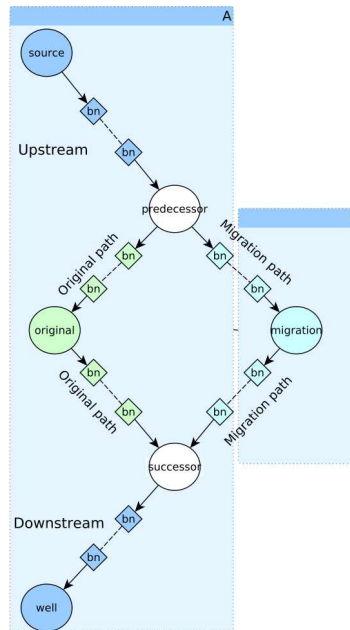 A
source
bn
bn
Upstream
predecessor
Original path
Migration path
bn
bn
bn
bn
original
migration
bn
bn
Original path
Migration path
bn
bn
successor
Downstream
bn
bn
well